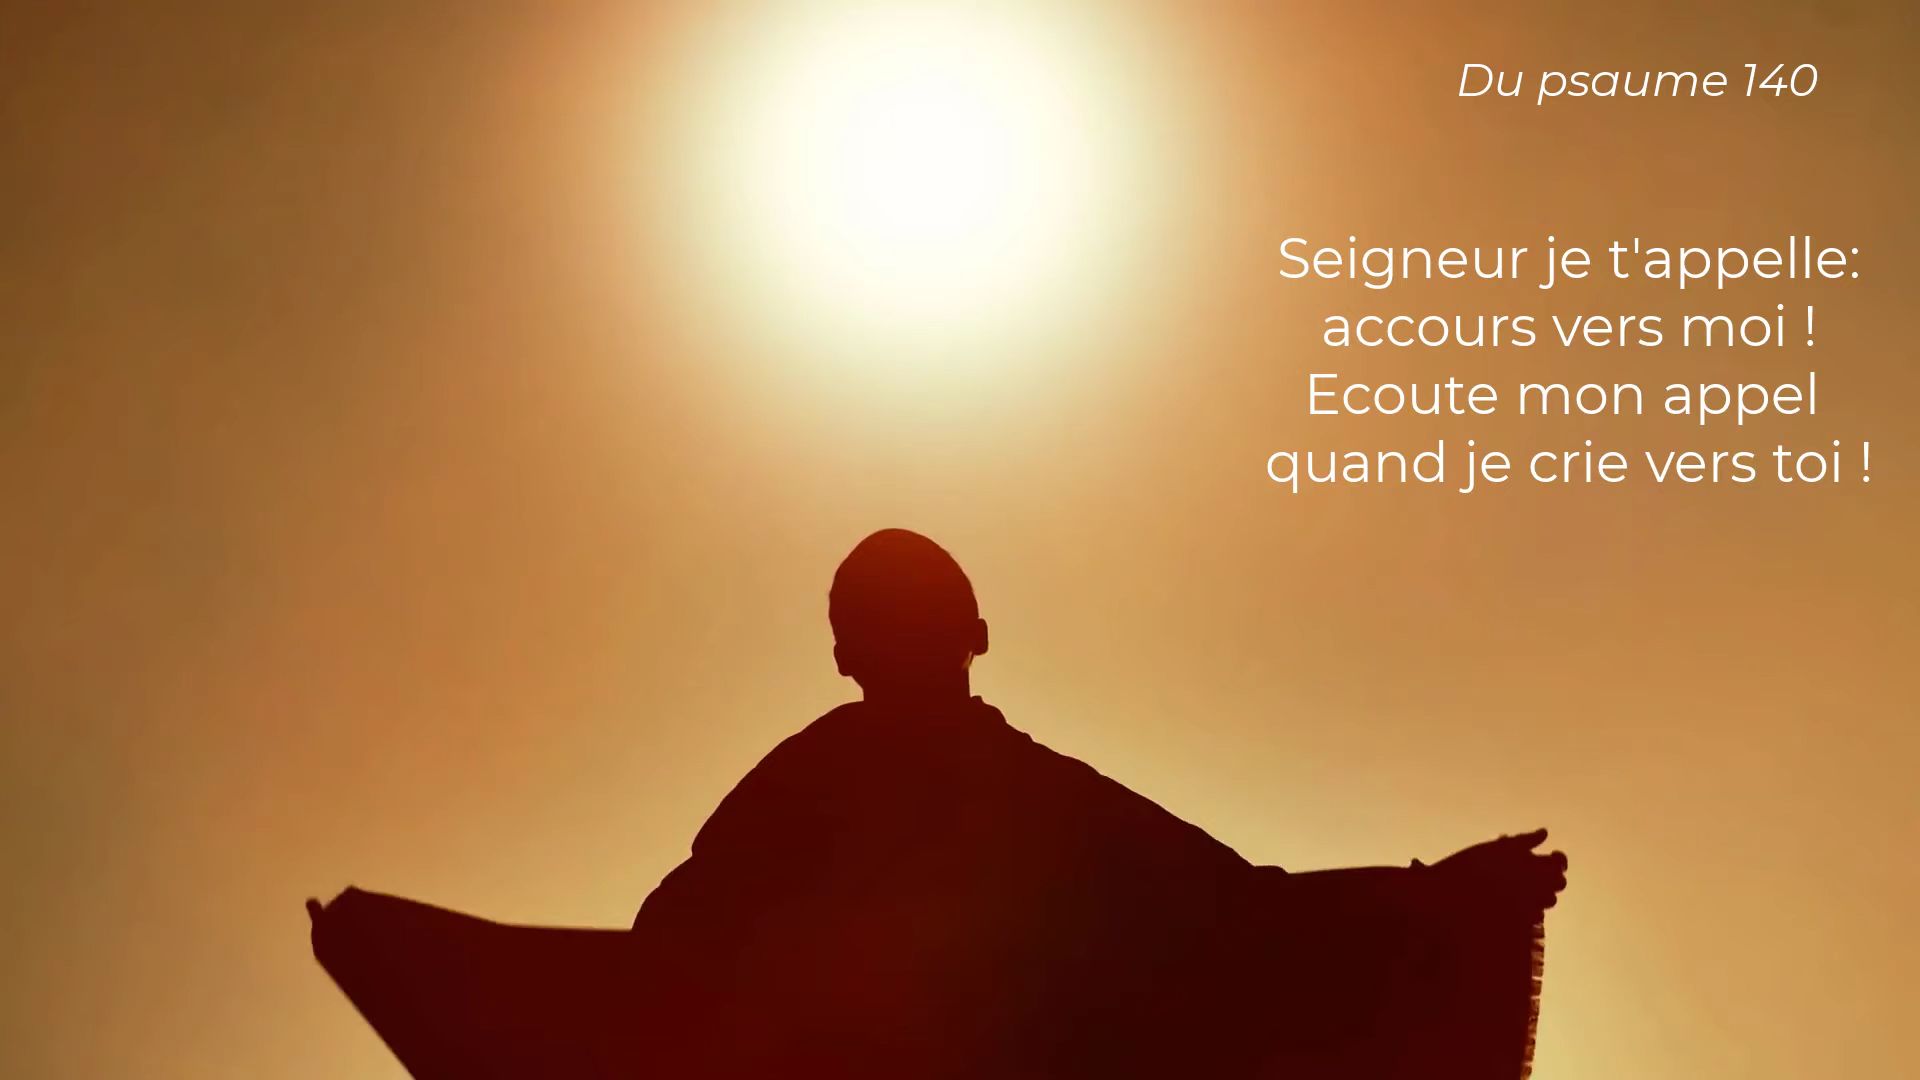 Du psaume 140
Seigneur je t'appelle:
accours vers moi !
Ecoute mon appel
quand je crie vers toi !